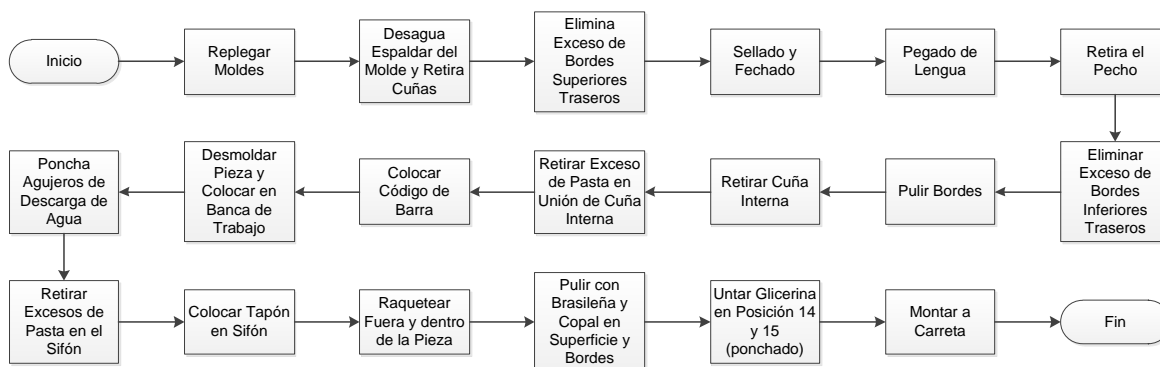 Inicio
Replegar
Moldes
Desagua
Espaldar del
Molde y Retira
Cuñas
Elimina
Exceso de
Bordes
Superiores
Traseros
Sellado y
Fechado
Pegado de
Lengua
Retira el
Pecho
Eliminar
Exceso de
Bordes
Inferiores
Traseros
Pulir Bordes
Retirar Cuña
Interna
Retirar Exceso
de Pasta en
Unión de Cuña
Interna
Colocar
Código de
Barra
Desmoldar
Pieza y
Colocar en
Banca de
Trabajo
Poncha
Agujeros de
Descarga de
Agua
Retirar
Excesos de
Pasta en el
Sifón
Colocar Tapón
en Sifón
Raquetear
Fuera y dentro
de la Pieza
Pulir con
Brasileña y
Copal en
Superficie y
Bordes
Untar Glicerina
en Posición 14
y 15
(ponchado)
Montar a
Carreta
Fin